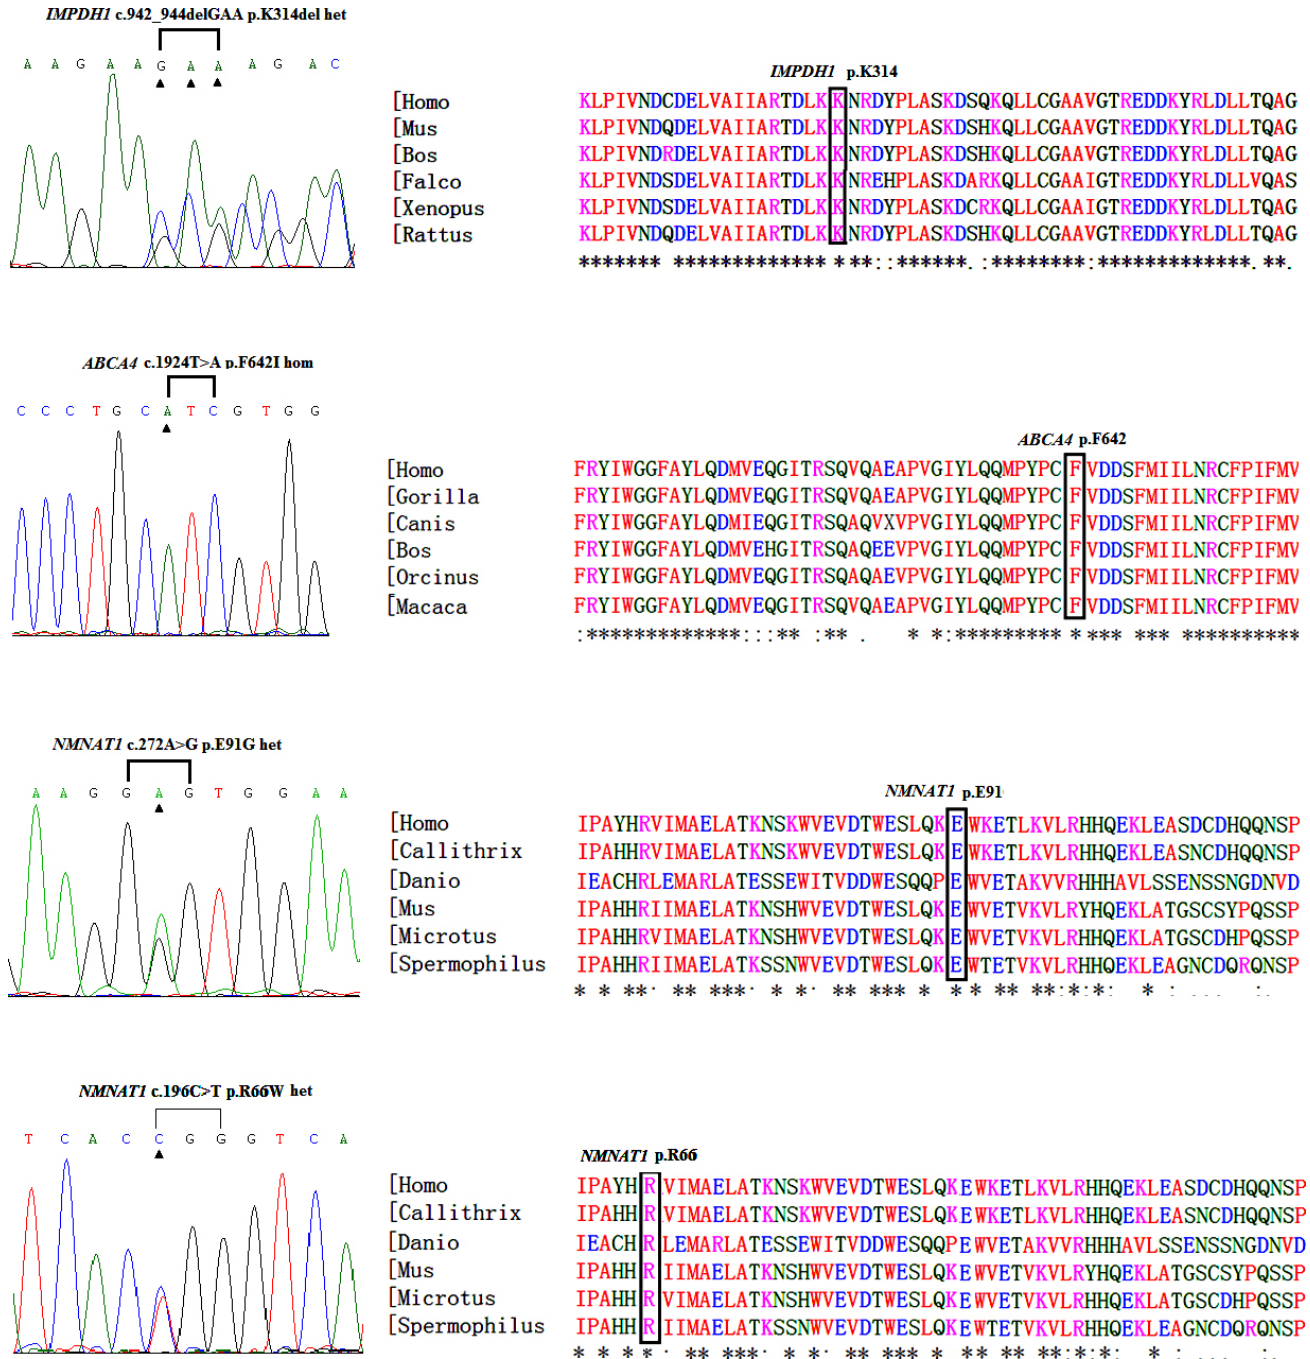 IMPDH1 c.942_944delGAA p.K314del het
A A G A A G A A A G A C
IMPDH1 p.K314
[Homo KLPIVNDCDELVAIIARTDLKKNRDYPLASKDSQKQLLCGAAVGTREDDKYRLDLLTQAG
[Mus KLPIVNDQDELVAIIARTDLKKNRDYPLASKDSHKQLLCGAAVGTREDDKYRLDLLTQAG
[Bos KLPIVNDRDELVAIIARTDLKKNRDYPLASKDSHKQLLCGAAVGTREDDKYRLDLLTQAG
[Falco KLPIVNDSDELVAIIARTDLKKNREHPLASKDARKQLLCGAAIGTREDDKYRLDLLVQAS
[Xenopus KLPIVNDSDELVAIIARTDLKKNRDYPLASKDCRKQLLCGAAIGTREDDKYRLDLLTQAG
[Rattus KLPIVNDQDELVAIIARTDLKKNRDYPLASKDSHKQLLCGAAVGTREDDKYRLDLLTQAG
******* ************** * **::******.:********:*****************.**.
ABCA4 c.1924T>A p.F642I hom
C C C T G C A T C G T G G
ABCA4 p.F642
[Homo FRYIWGGFAYLQDMVEQGITRSQVQAEAPVGIYLQQMPYPCFVDDSFMIILNRCFPIFMV
[Gorilla FRYIWGGFAYLQDMVEQGITRSQAQAEAPVGIYLQQMPYPCFVDDSFMIILNRCFPIFMV
[Canis FRYIWGGFAYLQDMIEQGITRSQAQVXVPVGIYLQQMPYPCFVDDSFMIILNRCFPIFMV
[Bos FRYIWGGFAYLQDMVEHGITRSQAQEEVPVGIYLQQMPYPCFVDDSFMIILNRCFPIFMV
[Orcinus FRYIWGGFAYLQDMVEQGITRSQAQAEAPVGIYLQQMPYPCFVDDSFMIILNRCFPIFMV
[Macaca FRYIWGGFAYLQDMVEQGITRSQVQAEAPVGIYLQQMPYPCFVDDSFMIILNRCFPIFMV
:**************:::** :** . * *:********* * *** *** **********
NMNAT1 c.272A>G p.E91G het
A A G G A G T G G A A
NMNAT1 p.E91
[Homo IPAYHRVIMAELATKNSKWVEVDTWESLQKEWKETLKVLRHHQEKLEASDCDHQQNSP
[Callithrix IPAHHRVIMAELATKNSKWVEVDTWESLQKEWKETLKVLRHHQEKLEASNCDHQQNSP
[Danio IEACHRLEMARLATESSEWITVDDWESQQPEWVETAKVVRHHHAVLSSENSSNGDNVD
[Mus IPAHHRIIMAELATKNSHWVEVDTWESLQKEWVETVKVLRYHQEKLATGSCSYPQSSP
[Microtus IPAHHRVIMAELATKNSHWVEVDTWESLQKEWVETVKVLRHHQEKLATGSCDHPQSSP
[Spermophilus IPAHHRIIMAELATKSSNWVEVDTWESLQKEWTETVKVLRHHQEKLEAGNCDQRQNSP
* * **: ** ***. * *. ** *** * * * ** **:*:*: * : . .. :.
NMNAT1 c.196C>T p.R66W het
T C A C C G G G T C A
NMNAT1 p.R66
[Homo IPAYHRVIMAELATKNSKWVEVDTWESLQKEWKETLKVLRHHQEKLEASDCDHQQNSP
[Callithrix IPAHHRVIMAELATKNSKWVEVDTWESLQKEWKETLKVLRHHQEKLEASNCDHQQNSP
[Danio IEACHRLEMARLATESSEWITVDDWESQQPEWVETAKVVRHHHAVLSSENSSNGDNVD
[Mus IPAHHRIIMAELATKNSHWVEVDTWESLQKEWVETVKVLRYHQEKLATGSCSYPQSSP
[Microtus IPAHHRVIMAELATKNSHWVEVDTWESLQKEWVETVKVLRHHQEKLATGSCDHPQSSP
[Spermophilus IPAHHRIIMAELATKSSNWVEVDTWESLQKEWTETVKVLRHHQEKLEAGNCDQRQNSP
* * * *. ** ***: * *. ** *** * ** ** **:*:*: * : . .. :.